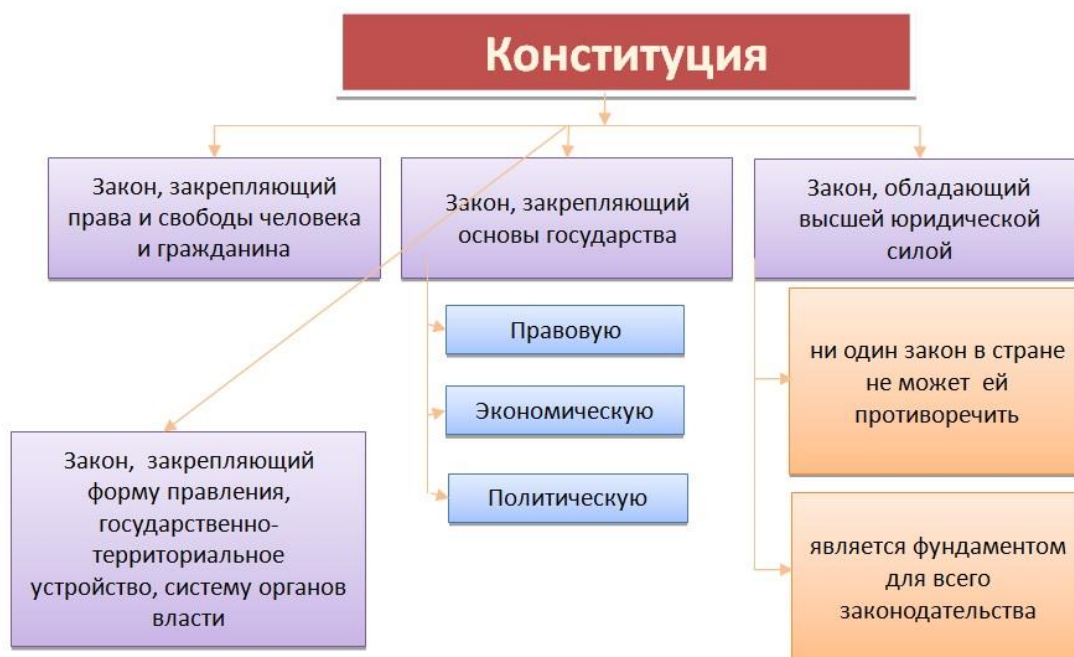 Конституция
Закон, закрепляющий
права и свободы человека
и гражданина
Закон, закрепляющий
основы государства
Закон, обладающий
высшей юридической
силой
Правовую
Экономическую
Политическую
ни один закон в стране
не может ей
противоречить
является фундаментом
для всего
законодательства
Закон, закрепляющий
форму правления,
государственно-
территориальное
устройство, систему органов
власти